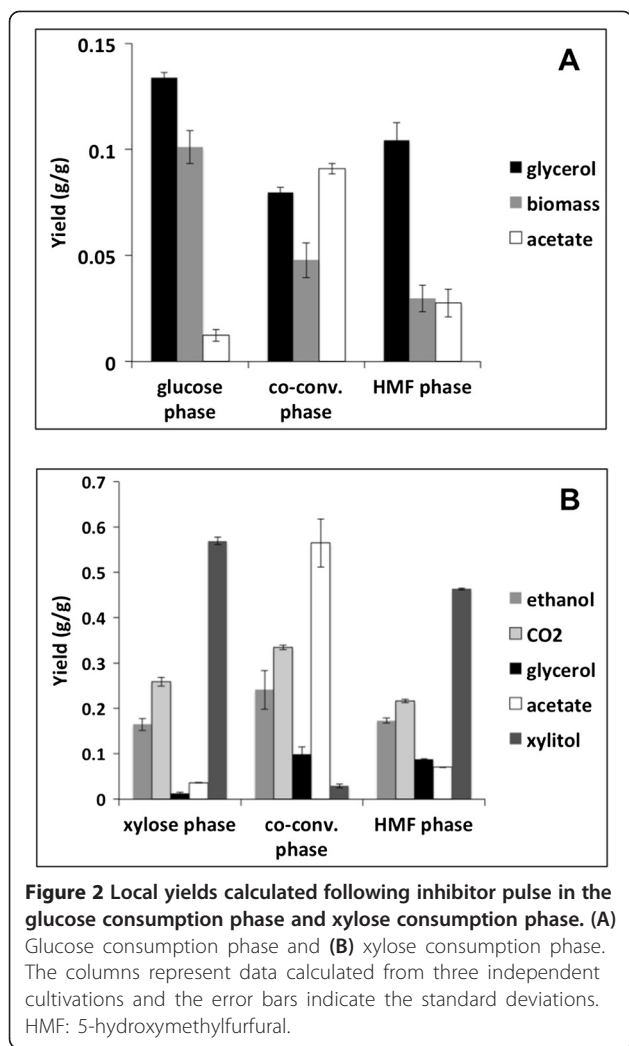 A
0.15
0.1
0.05
0
Yield (g/g)
glycerol
biomass
acetate
glucose phase
co-conv. phase
HMF phase
B
0.7
0.6
0.5
0.4
0.3
0.2
0.1
0
Yield (g/g)
ethanol
CO2
glycerol
acetate
xylitol
xylose phase
co-conv. phase
HMF phase
Figure 2 Local yields calculated following inhibitor pulse in the
glucose consumption phase and xylose consumption phase. (A)
Glucose consumption phase and (B) xylose consumption phase.
The columns represent data calculated from three independent
cultivations and the error bars indicate the standard deviations.
HMF: 5-hydroxymethylfurfural.